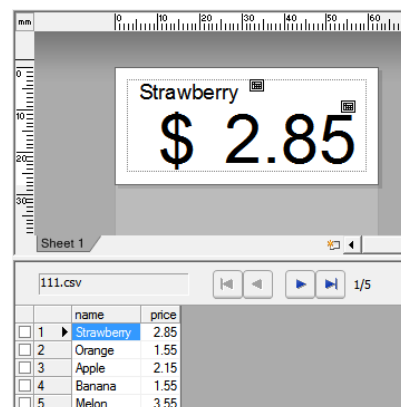 mm 0 10 20 30 40 50 60
0
10
20
30
Strawberry
$ 2.85
Sheet 1
111.csv 1/5
name price
1 Strawberry 2.85
2 Orange 1.55
3 Apple 2.15
4 Banana 1.55
5 Melon 3.55